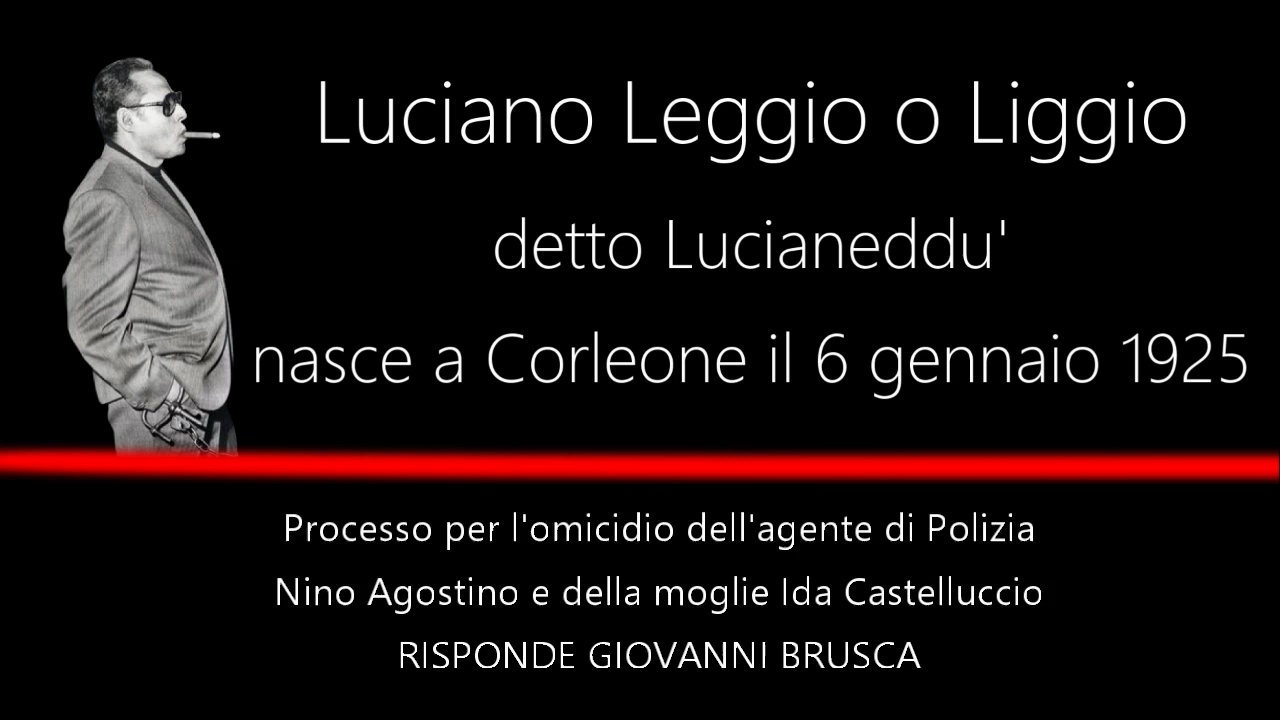 Luciano Leggio o Liggio
detto Lucianeddu'
nasce a Corleone il 6 gennaio 1925
Processo per l'omicidio dell'agente di Polizia
Nino Agostino e della moglie Ida Castelluccio
RISPONDE GIOVANNI BRUSCA